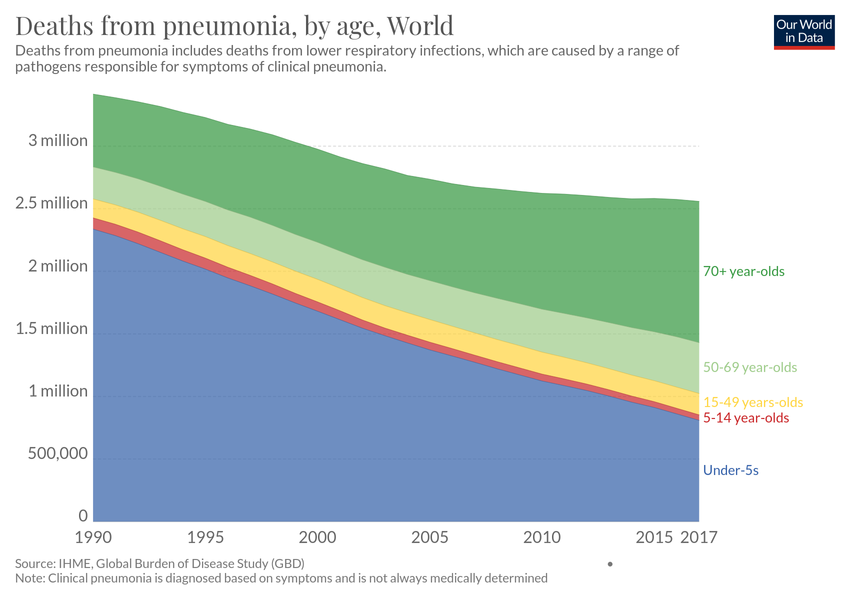 Deaths from pneumonia, by age, World
Our World
in Data
Deaths from pneumonia includes deaths from lower respiratory infections, which are caused by a range of
pathogens responsible for symptoms of clinical pneumonia.
3 million
2.5 million
2 million
1.5 million
1 million
500,000
0
70+ year-olds
50-69 year-olds
15-49 years-olds
5-14 year-olds
Under-5s
1990 1995 2000 2005 2010 2015 2017
Source: IHME, Global Burden of Disease Study (GBD)
Note: Clinical pneumonia is diagnosed based on symptoms and is not always medically determined